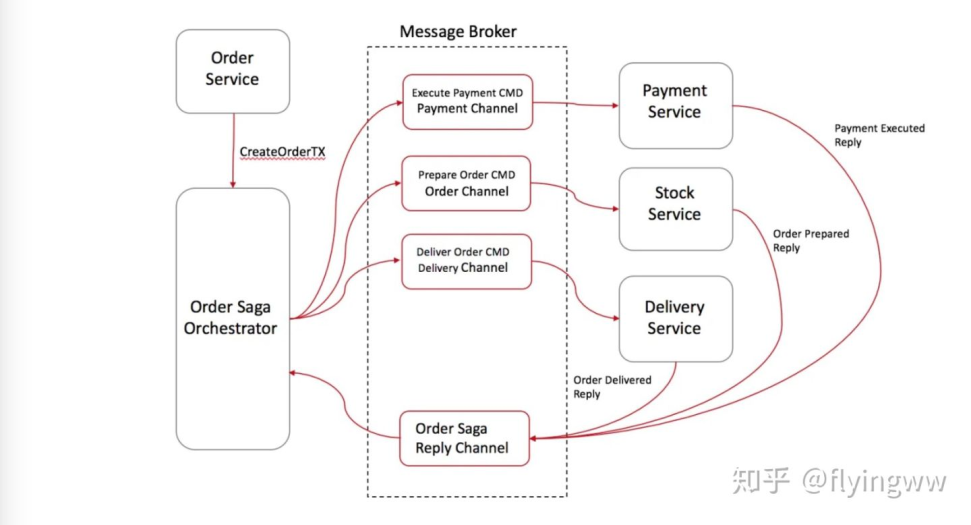 Message Broker
Order
Service
CreateOrderTX
Order Saga
Orchestrator
Execute Payment CMD
Payment Channel
Prepare Order CMD
Order Channel
Deliver Order CMD
Delivery Channel
Order Saga
Reply Channel
Payment
Service
Stock
Service
Delivery
Service
Payment Executed
Reply
Order Prepared
Reply
Order Delivered
Reply
知乎 @flyingww